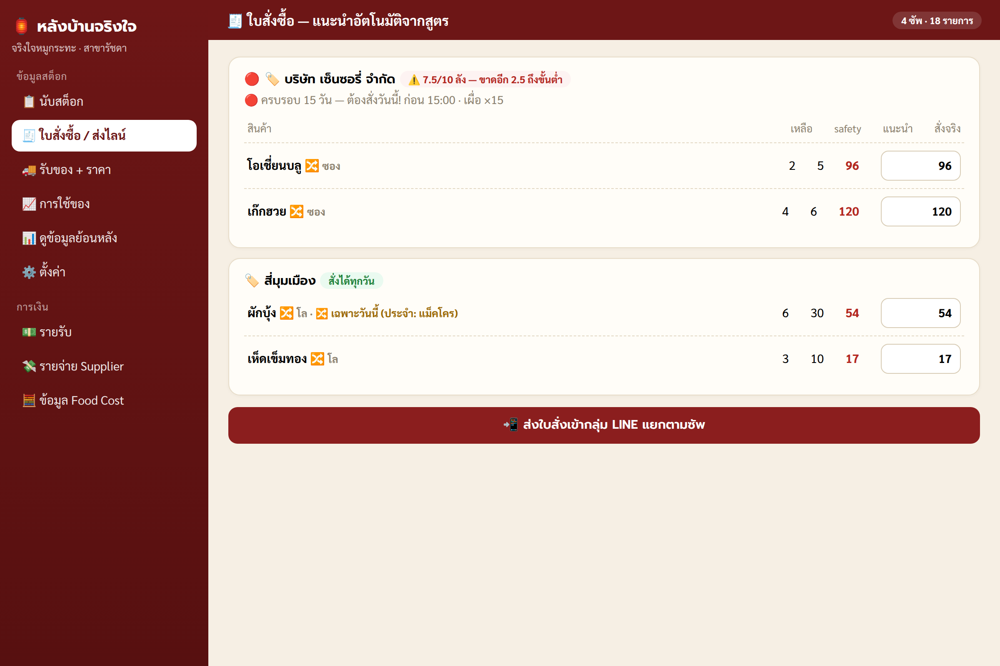 🏮 หลังบ้านจริงใจ
จริงใจหมูกระทะ · สาขารัชดา
ข้อมูลสต็อก
📋 นับสต็อก
🧾 ใบสั่งซื้อ / ส่งไลน์
🚚 รับของ + ราคา
📈 การใช้ของ
📊 ดูข้อมูลย้อนหลัง
⚙️ ตั้งค่า
การเงิน
💵 รายรับ
💸 รายจ่าย Supplier
🧮 ข้อมูล Food Cost
🧾 ใบสั่งซื้อ — แนะนำอัตโนมัติจากสูตร
4 ซัพ · 18 รายการ
🔴 🏷️ บริษัท เซ็นซอรี่ จำกัด ⚠️ 7.5/10 ลัง — ขาดอีก 2.5 ถึงขั้นต่ำ
🔴 ครบรอบ 15 วัน — ต้องสั่งวันนี้! ก่อน 15:00 · เผื่อ ×15
สินค้า เหลือ safety แนะนำ สั่งจริง
โอเชี่ยนบลู 🔀 ซอง 2 5 96 96
เก๊กฮวย 🔀 ซอง 4 6 120 120
🏷️ สี่มุมเมือง สั่งได้ทุกวัน
ผักบุ้ง 🔀 โล · 🔀 เฉพาะวันนี้ (ประจำ: แม็คโคร) 6 30 54 54
เห็ดเข็มทอง 🔀 โล 3 10 17 17
📲 ส่งใบสั่งเข้ากลุ่ม LINE แยกตามซัพ